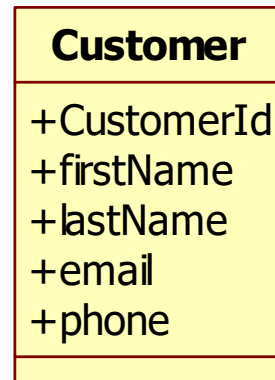 Customer
+CustomerId
+firstName
+lastName
+email
+phone